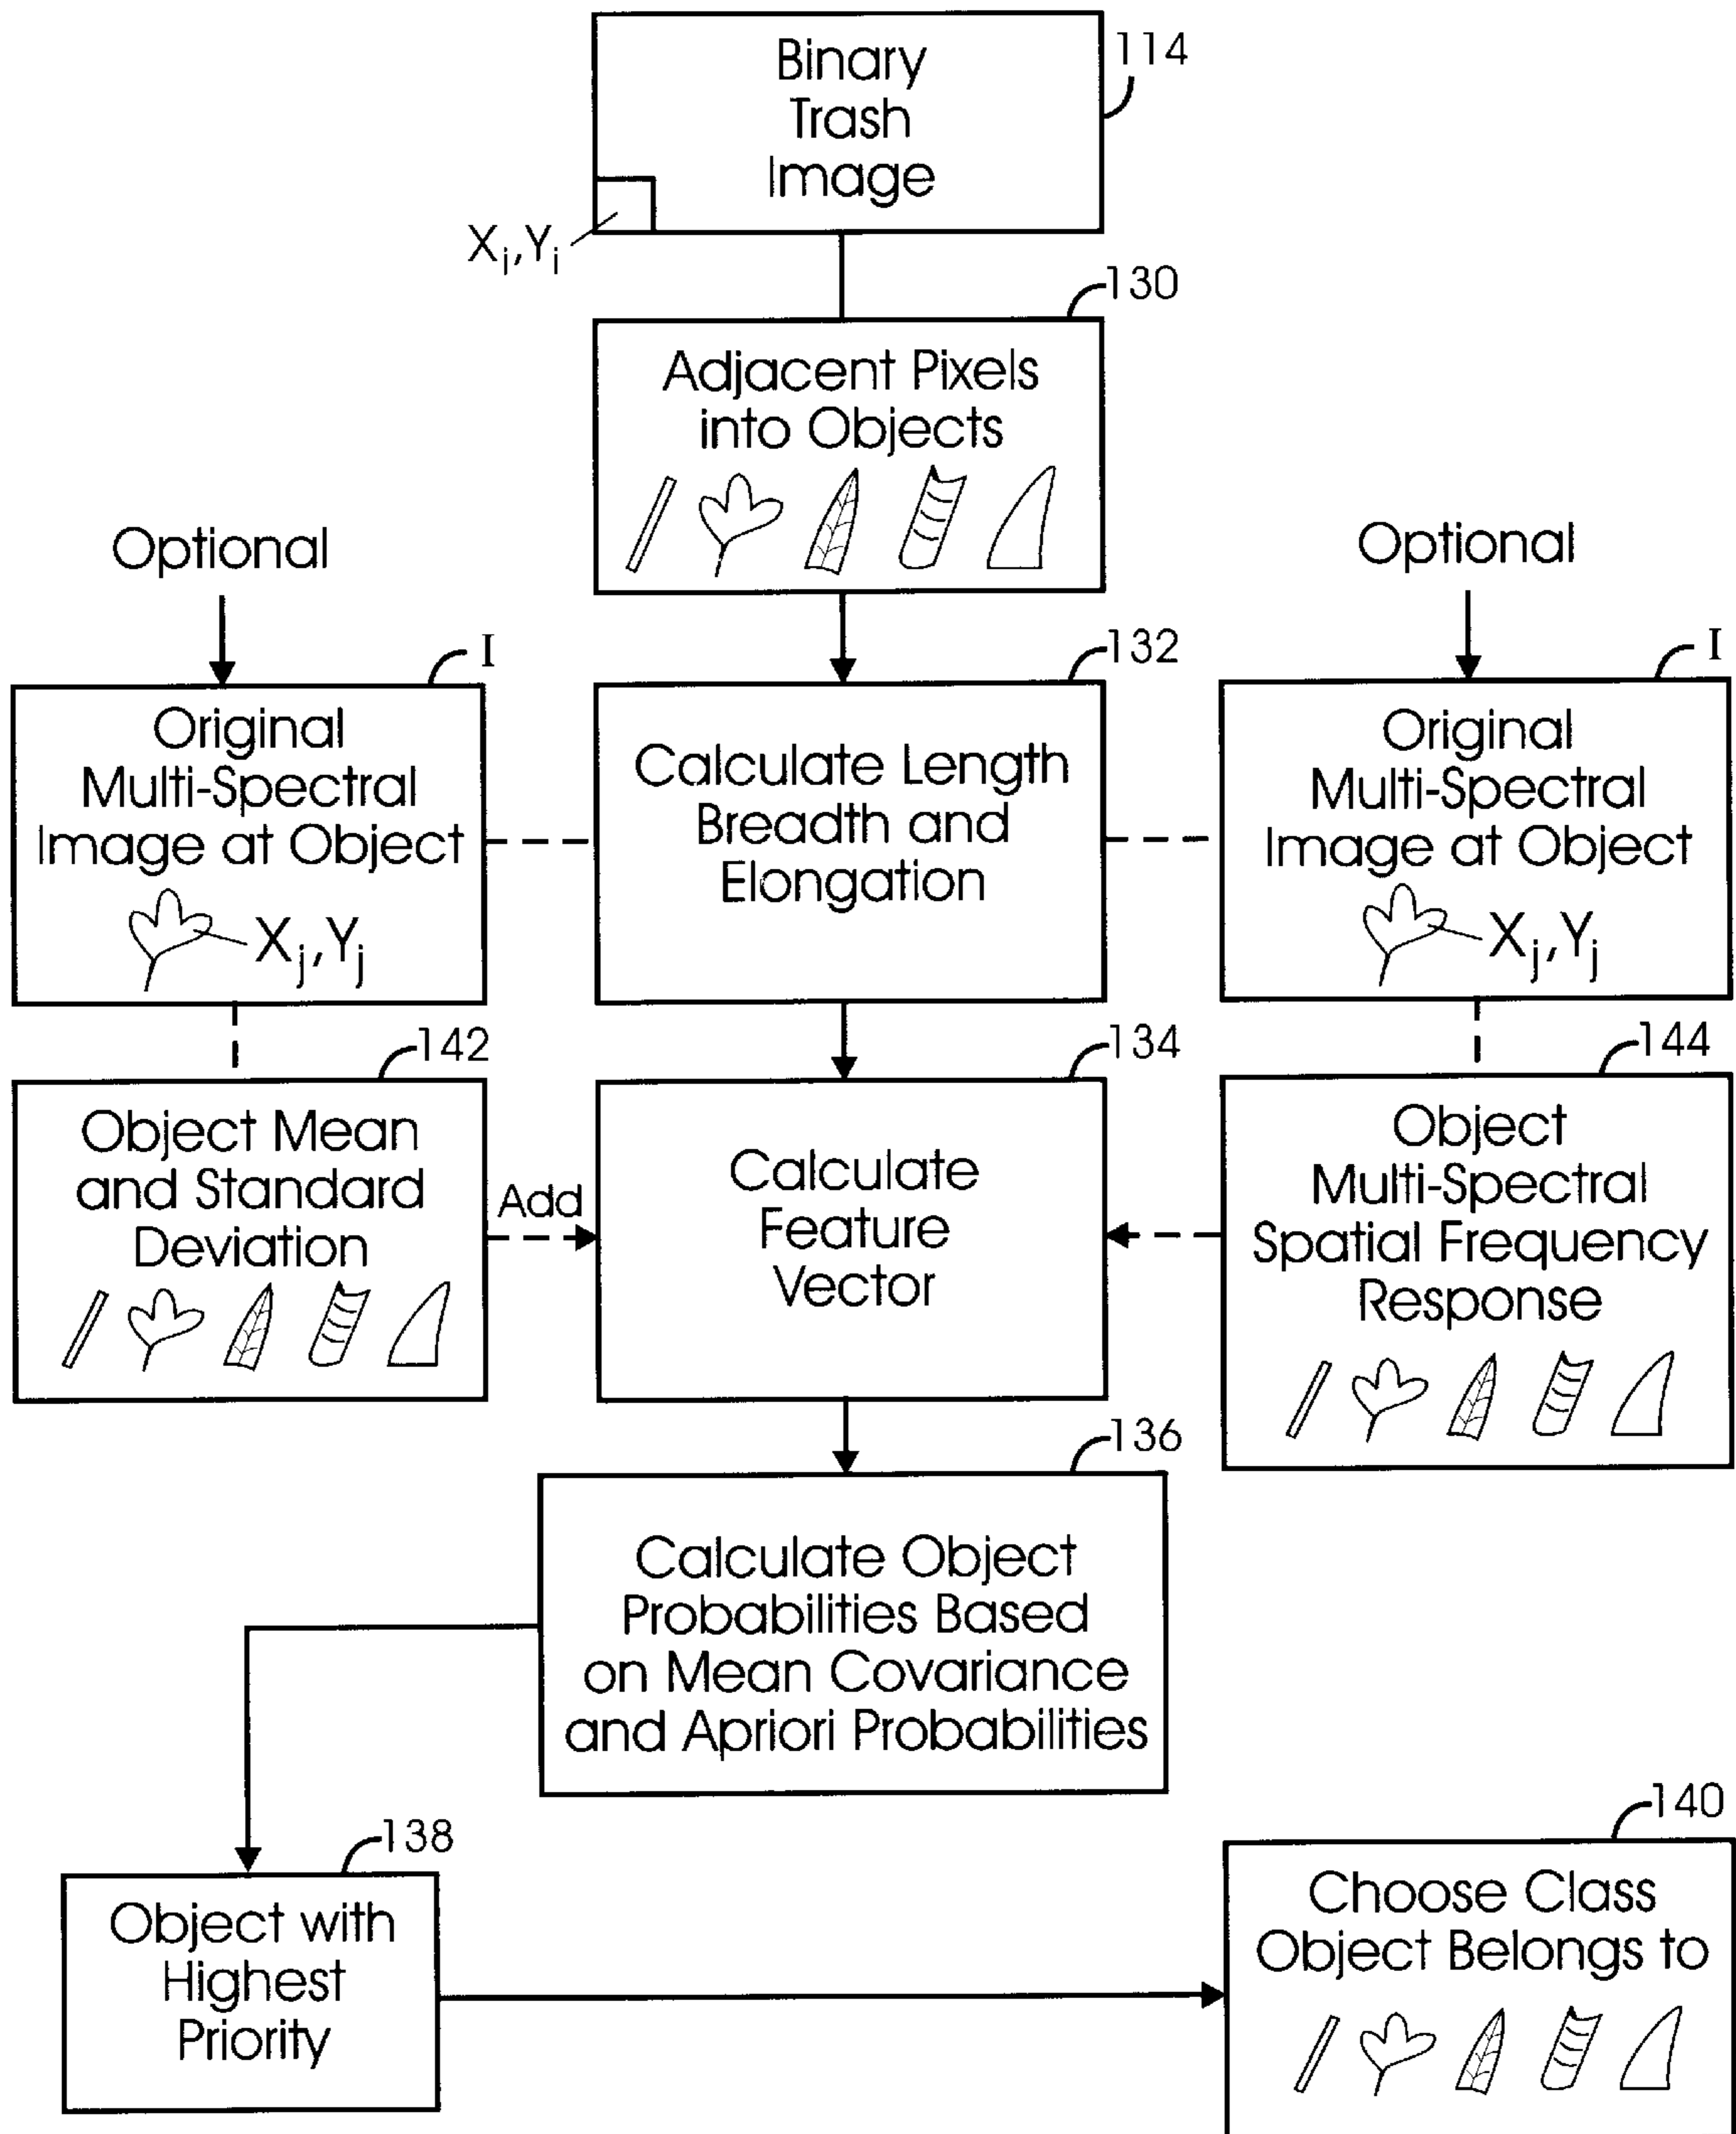 Binary
Trash
Image
114
Xi,Yi
130
Adjacent Pixels
into Objects
Optional
Optional
I
Original
Multi-Spectral
Image at Object
Xj,Yj
132
Calculate Length
Breadth and
Elongation
I
Original
Multi-Spectral
Image at Object
Xj,Yj
142
Object Mean
and Standard
Deviation
Add
134
Calculate
Feature
Vector
144
Object
Multi-Spectral
Spatial Frequency
Response
136
Calculate Object
Probabilities Based
on Mean Covariance
and Apriori Probabilities
138
Object with
Highest
Priority
140
Choose Class
Object Belongs to